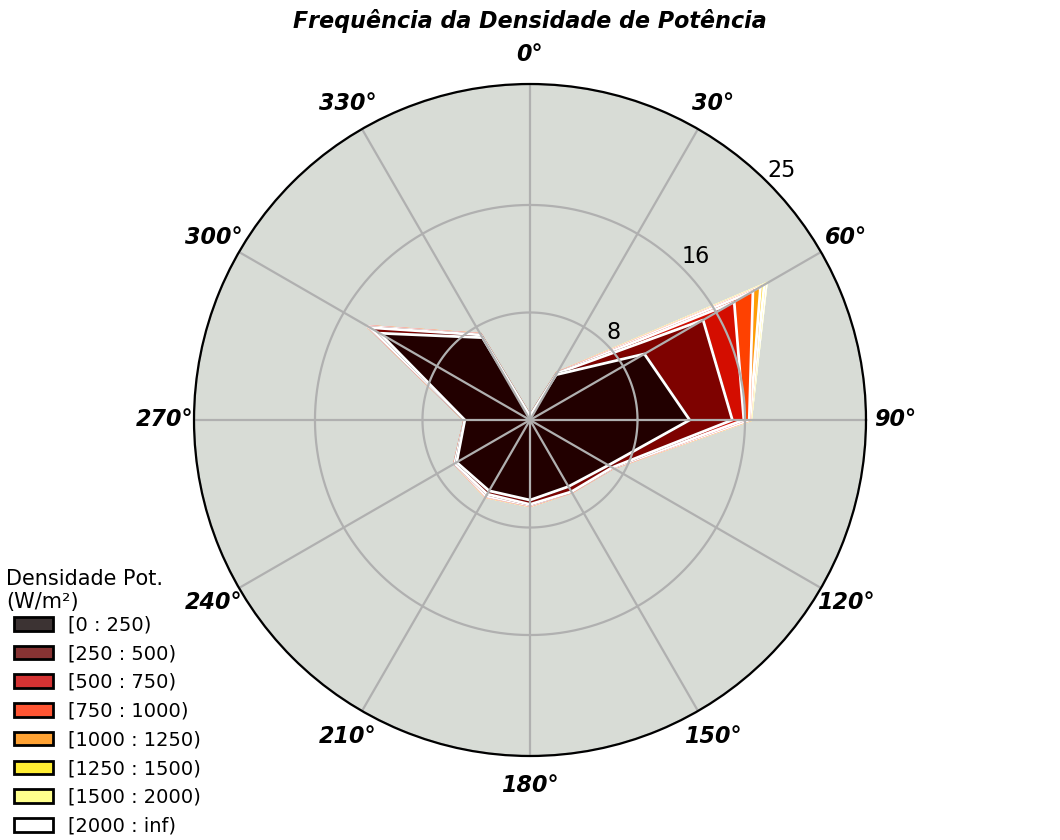 Frequência da Densidade de Potência
0°
330°
30°
25
300°
60°
16
8
270°
90°
240°
120°
210°
150°
180°
Densidade Pot.
(W/m²)
[0 : 250)
[250 : 500)
[500 : 750)
[750 : 1000)
[1000 : 1250)
[1250 : 1500)
[1500 : 2000)
[2000 : inf)